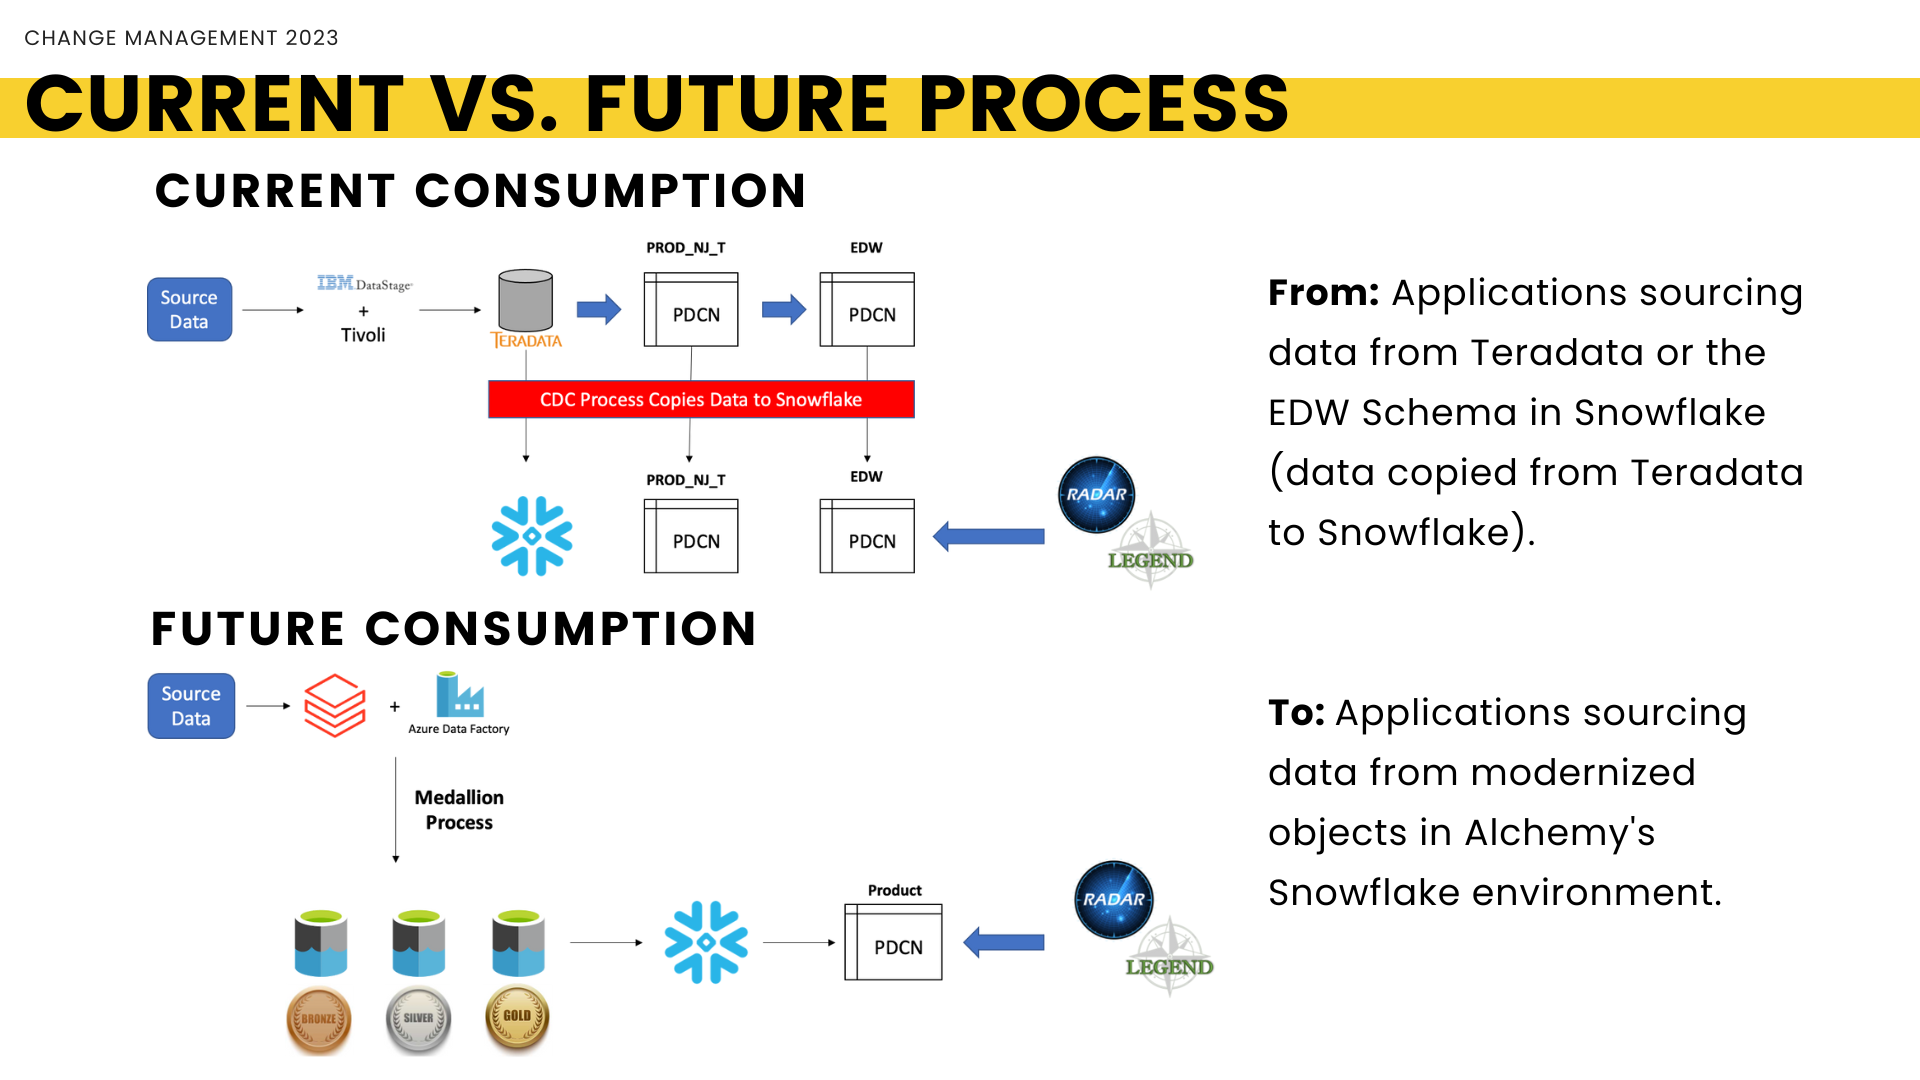 CHANGE MANAGEMENT 2023
CURRENT VS. FUTURE PROCESS
CURRENT CONSUMPTION
Source
Data
IBM DataStage
+
Tivoli
TERADATA
PROD_NJ_T
PDCN
EDW
PDCN
CDC Process Copies Data to Snowflake
PROD_NJ_T
PDCN
EDW
PDCN
RADAR
LEGEND
From: Applications sourcing
data from Teradata or the
EDW Schema in Snowflake
(data copied from Teradata
to Snowflake).
FUTURE CONSUMPTION
Source
Data
+
Azure Data Factory
Medallion
Process
BRONZE
SILVER
GOLD
Product
PDCN
RADAR
LEGEND
To: Applications sourcing
data from modernized
objects in Alchemy's
Snowflake environment.